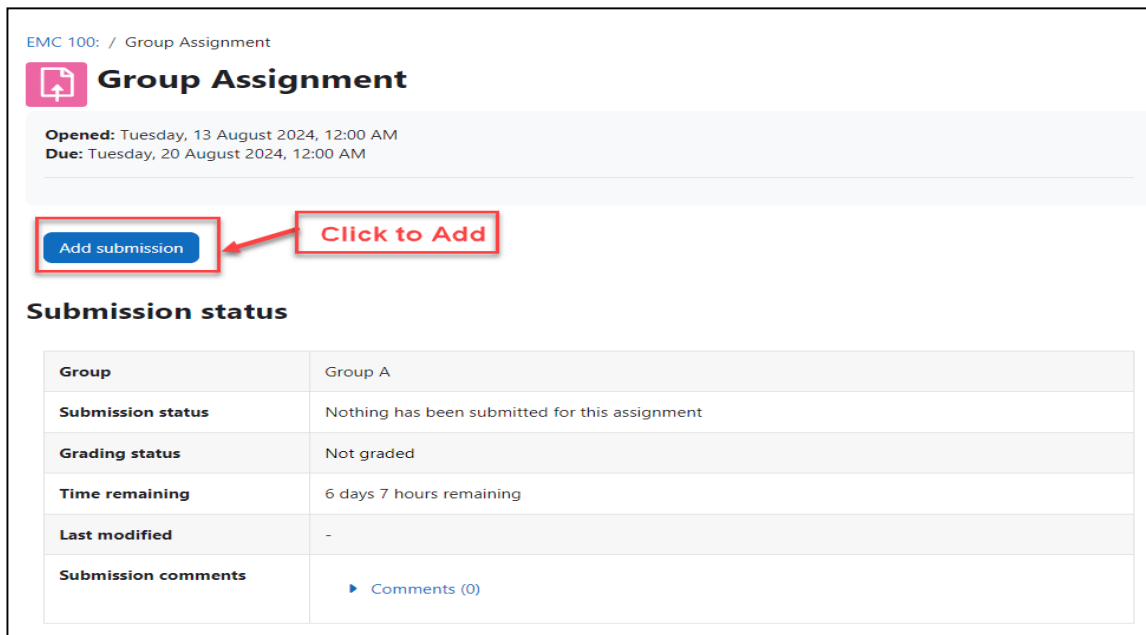 EMC 100: / Group Assignment
Group Assignment
Opened: Tuesday, 13 August 2024, 12:00 AM
Due: Tuesday, 20 August 2024, 12:00 AM
Add submission
Click to Add
Submission status
Group Group A
Submission status Nothing has been submitted for this assignment
Grading status Not graded
Time remaining 6 days 7 hours remaining
Last modified -
Submission comments Comments (0)